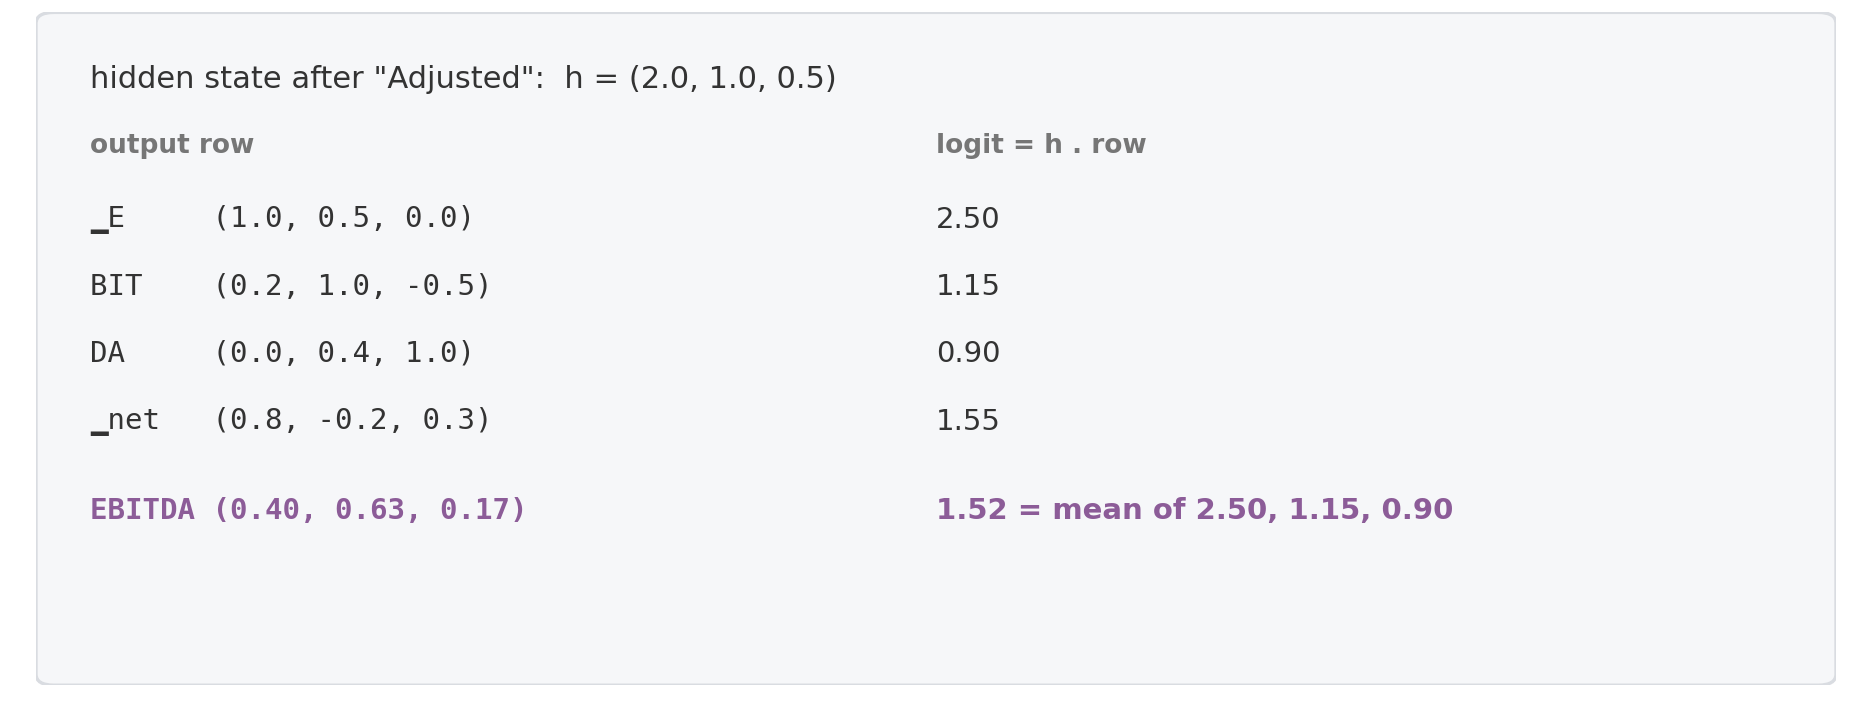 hidden state after "Adjusted": h = (2.0, 1.0, 0.5)
output row logit = h . row
▁E (1.0, 0.5, 0.0) 2.50
BIT (0.2, 1.0, -0.5) 1.15
DA (0.0, 0.4, 1.0) 0.90
▁net (0.8, -0.2, 0.3) 1.55
EBITDA (0.40, 0.63, 0.17) 1.52 = mean of 2.50, 1.15, 0.90